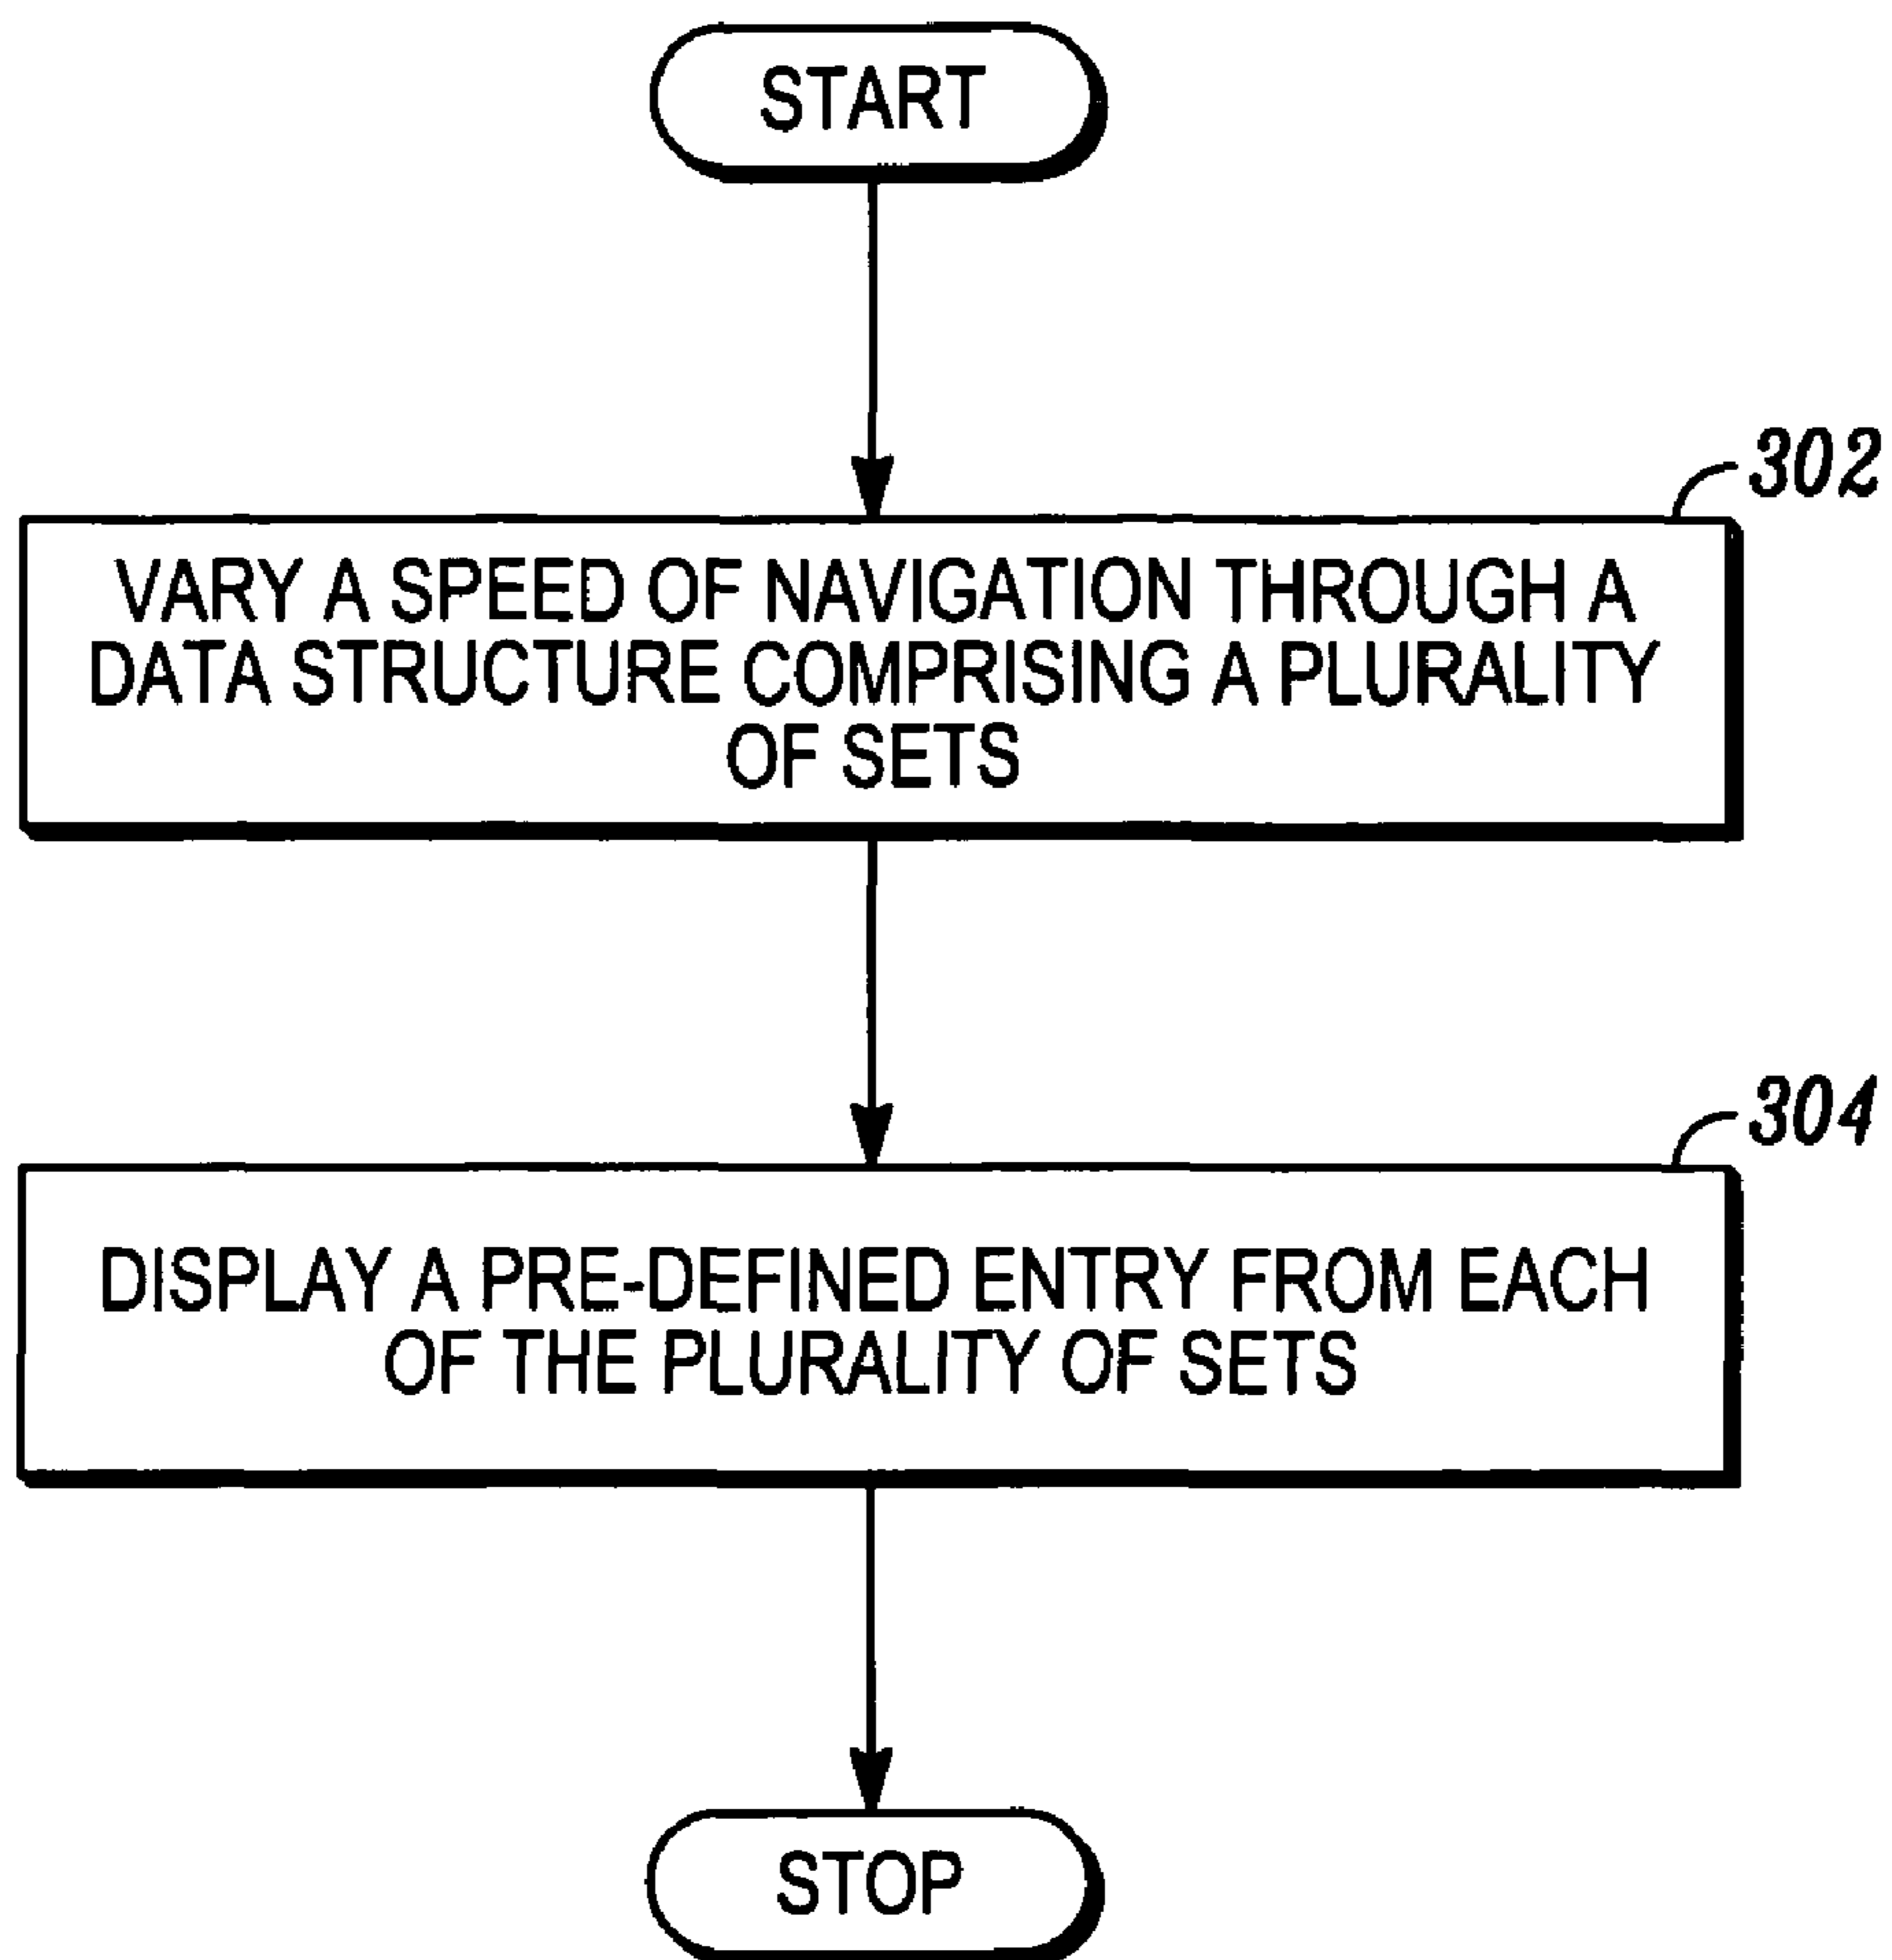 START
302
VARY A SPEED OF NAVIGATION THROUGH A
DATA STRUCTURE COMPRISING A PLURALITY
OF SETS
304
DISPLAY A PRE-DEFINED ENTRY FROM EACH
OF THE PLURALITY OF SETS
STOP